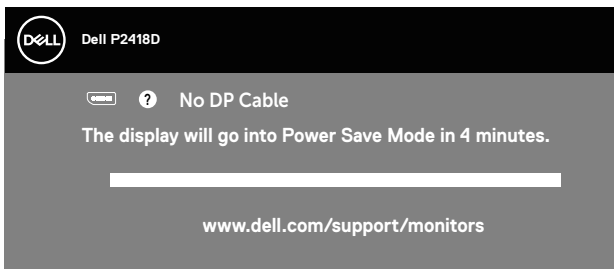 DELL
Dell P2418D
? No DP Cable
The display will go into Power Save Mode in 4 minutes.
www.dell.com/support/monitors